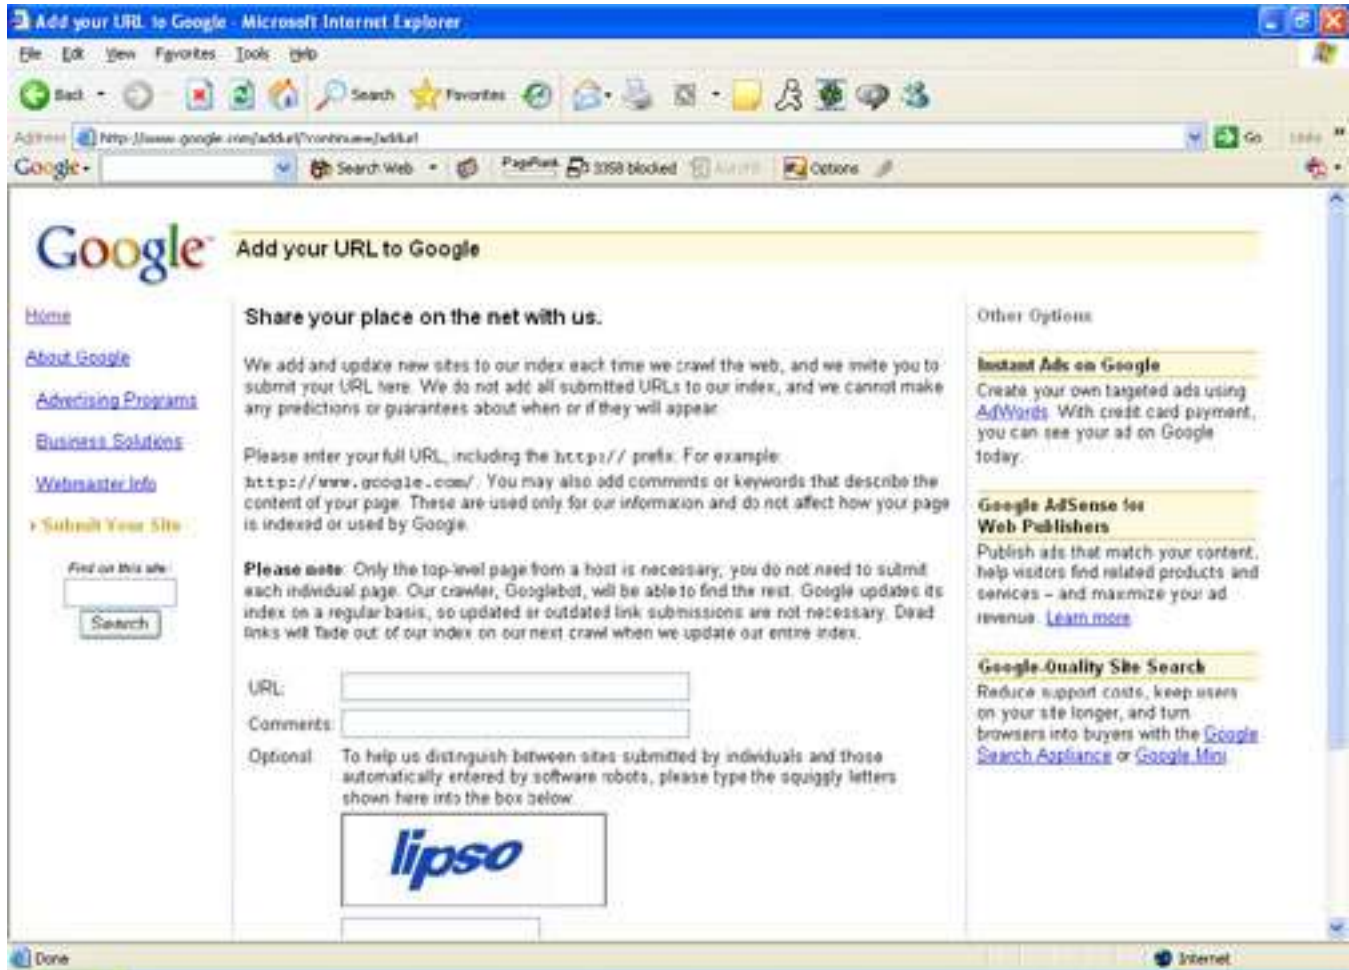 Add your URL to Google - Microsoft Internet Explorer
File Edit View Favorites Tools Help
Back Search Favorites
Address http://www.google.com/addurl/?continue=/addurl Go Links
Google Search Web PageRank 3358 blocked AutoFill Options
Google Add your URL to Google
Home
About Google
Advertising Programs
Business Solutions
Webmaster Info
Submit Your Site
Find on this site:
Search
Share your place on the net with us.
We add and update new sites to our index each time we crawl the web, and we invite you to
submit your URL here. We do not add all submitted URLs to our index, and we cannot make
any predictions or guarantees about when or if they will appear.
Please enter your full URL, including the http:// prefix. For example:
http://www.google.com/. You may also add comments or keywords that describe the
content of your page. These are used only for our information and do not affect how your page
is indexed or used by Google.
Please note: Only the top-level page from a host is necessary; you do not need to submit
each individual page. Our crawler, Googlebot, will be able to find the rest. Google updates its
index on a regular basis, so updated or outdated link submissions are not necessary. Dead
links will fade out of our index on our next crawl when we update our entire index.
URL:
Comments:
Optional: To help us distinguish between sites submitted by individuals and those
automatically entered by software robots, please type the squiggly letters
shown here into the box below.
lipso
Other Options
Instant Ads on Google
Create your own targeted ads using
AdWords. With credit card payment,
you can see your ad on Google
today.
Google AdSense for
Web Publishers
Publish ads that match your content,
help visitors find related products and
services – and maximize your ad
revenue. Learn more.
Google-Quality Site Search
Reduce support costs, keep users
on your site longer, and turn
browsers into buyers with the Google
Search Appliance or Google Mini.
Done Internet